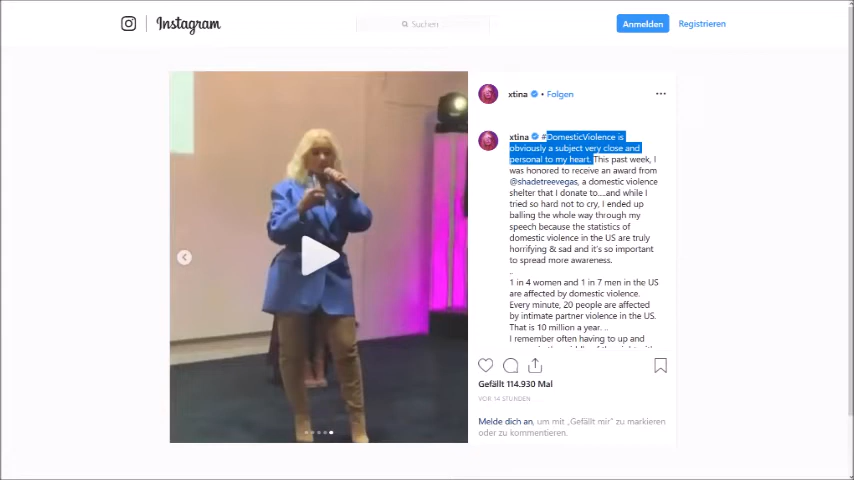 Instagram
Suchen
Anmelden
Registrieren
xtina • Folgen
xtina #DomesticViolence is
obviously a subject very close and
personal to my heart. This past week, I
was honored to receive an award from
@shadetreevegas, a domestic violence
shelter that I donate to....and while I
tried so hard not to cry, I ended up
balling the whole way through my
speech because the statistics of
domestic violence in the US are truly
horrifying & sad and it's so important
to spread more awareness.
..
1 in 4 women and 1 in 7 men in the US
are affected by domestic violence.
Every minute, 20 people are affected
by intimate partner violence in the US.
That is 10 million a year. ..
I remember often having to up and
Gefällt 114.930 Mal
VOR 14 STUNDEN
Melde dich an, um mit „Gefällt mir" zu markieren
oder zu kommentieren.